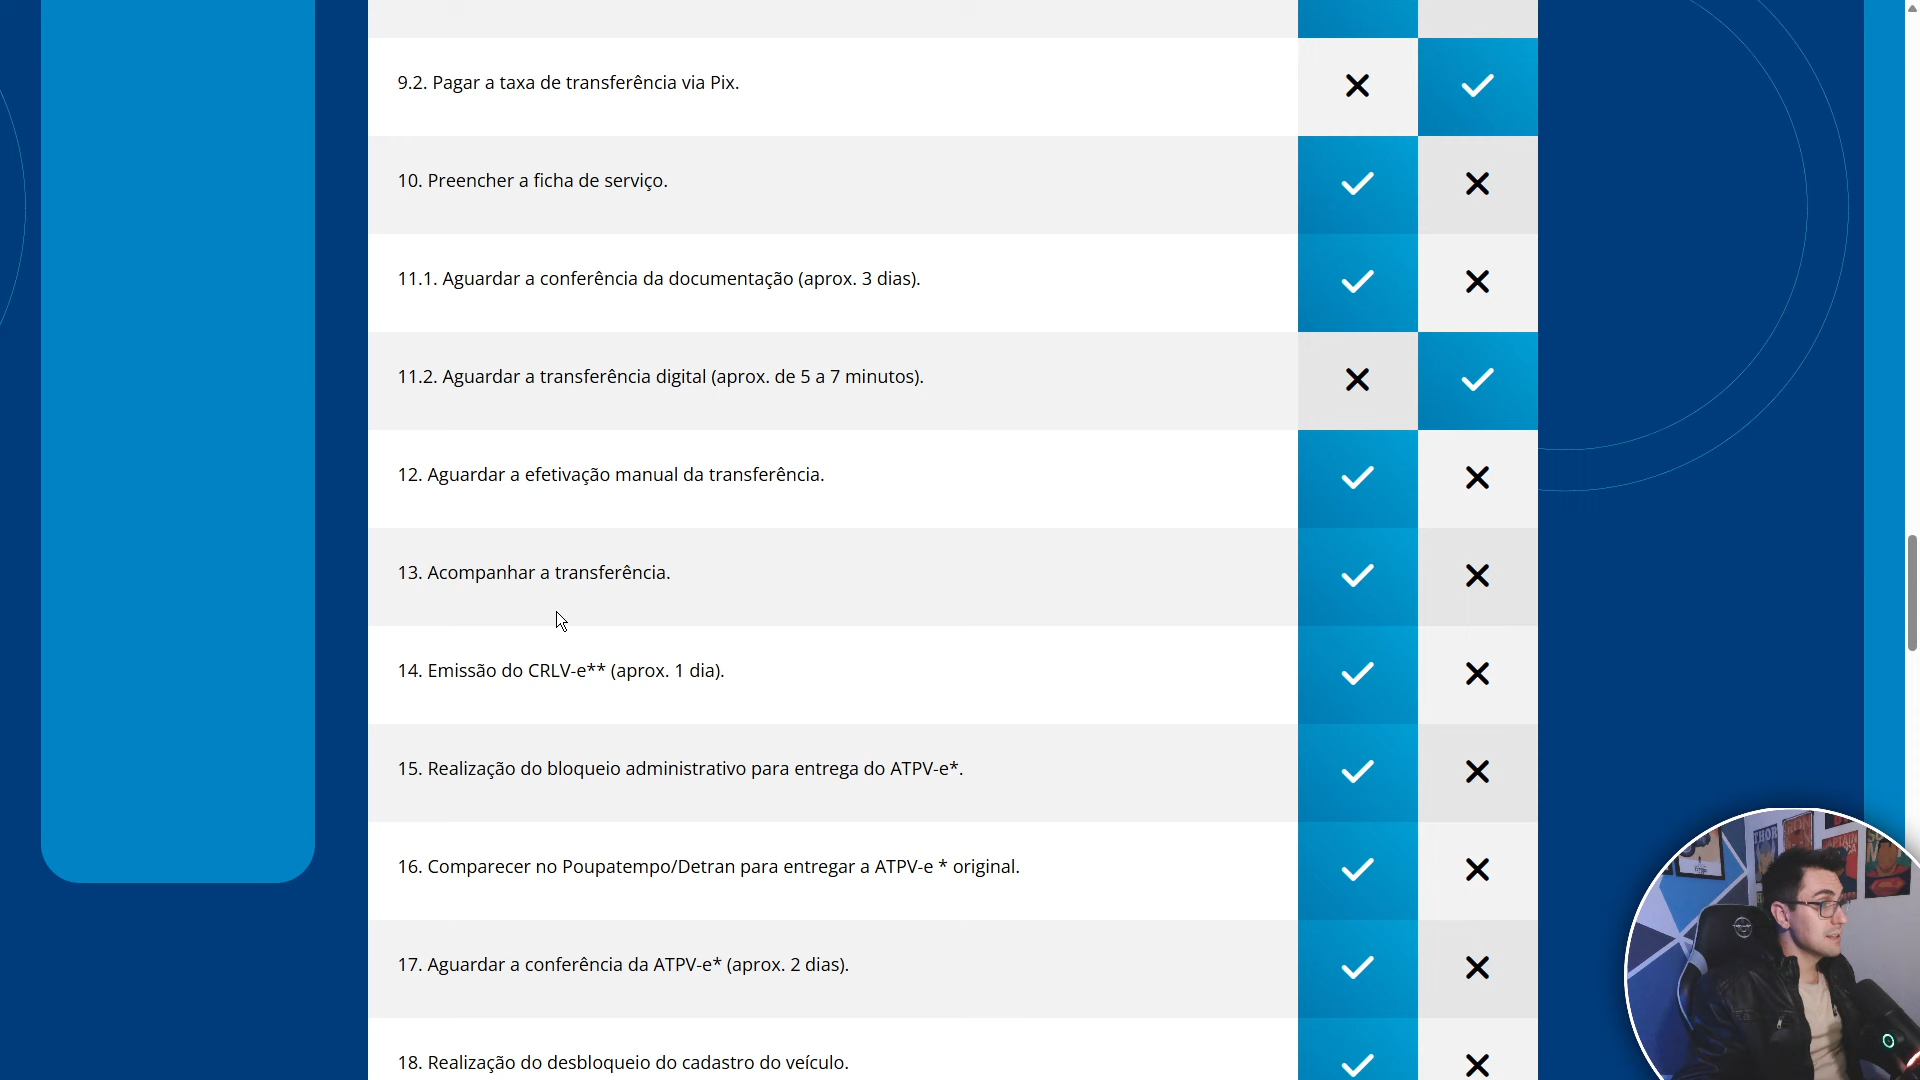 9.2. Pagar a taxa de transferência via Pix.
10. Preencher a ficha de serviço.
11.1. Aguardar a conferência da documentação (aprox. 3 dias).
11.2. Aguardar a transferência digital (aprox. de 5 a 7 minutos).
12. Aguardar a efetivação manual da transferência.
13. Acompanhar a transferência.
14. Emissão do CRLV-e** (aprox. 1 dia).
15. Realização do bloqueio administrativo para entrega do ATPV-e*.
16. Comparecer no Poupatempo/Detran para entregar a ATPV-e * original.
17. Aguardar a conferência da ATPV-e* (aprox. 2 dias).
18. Realização do desbloqueio do cadastro do veículo.
THOR